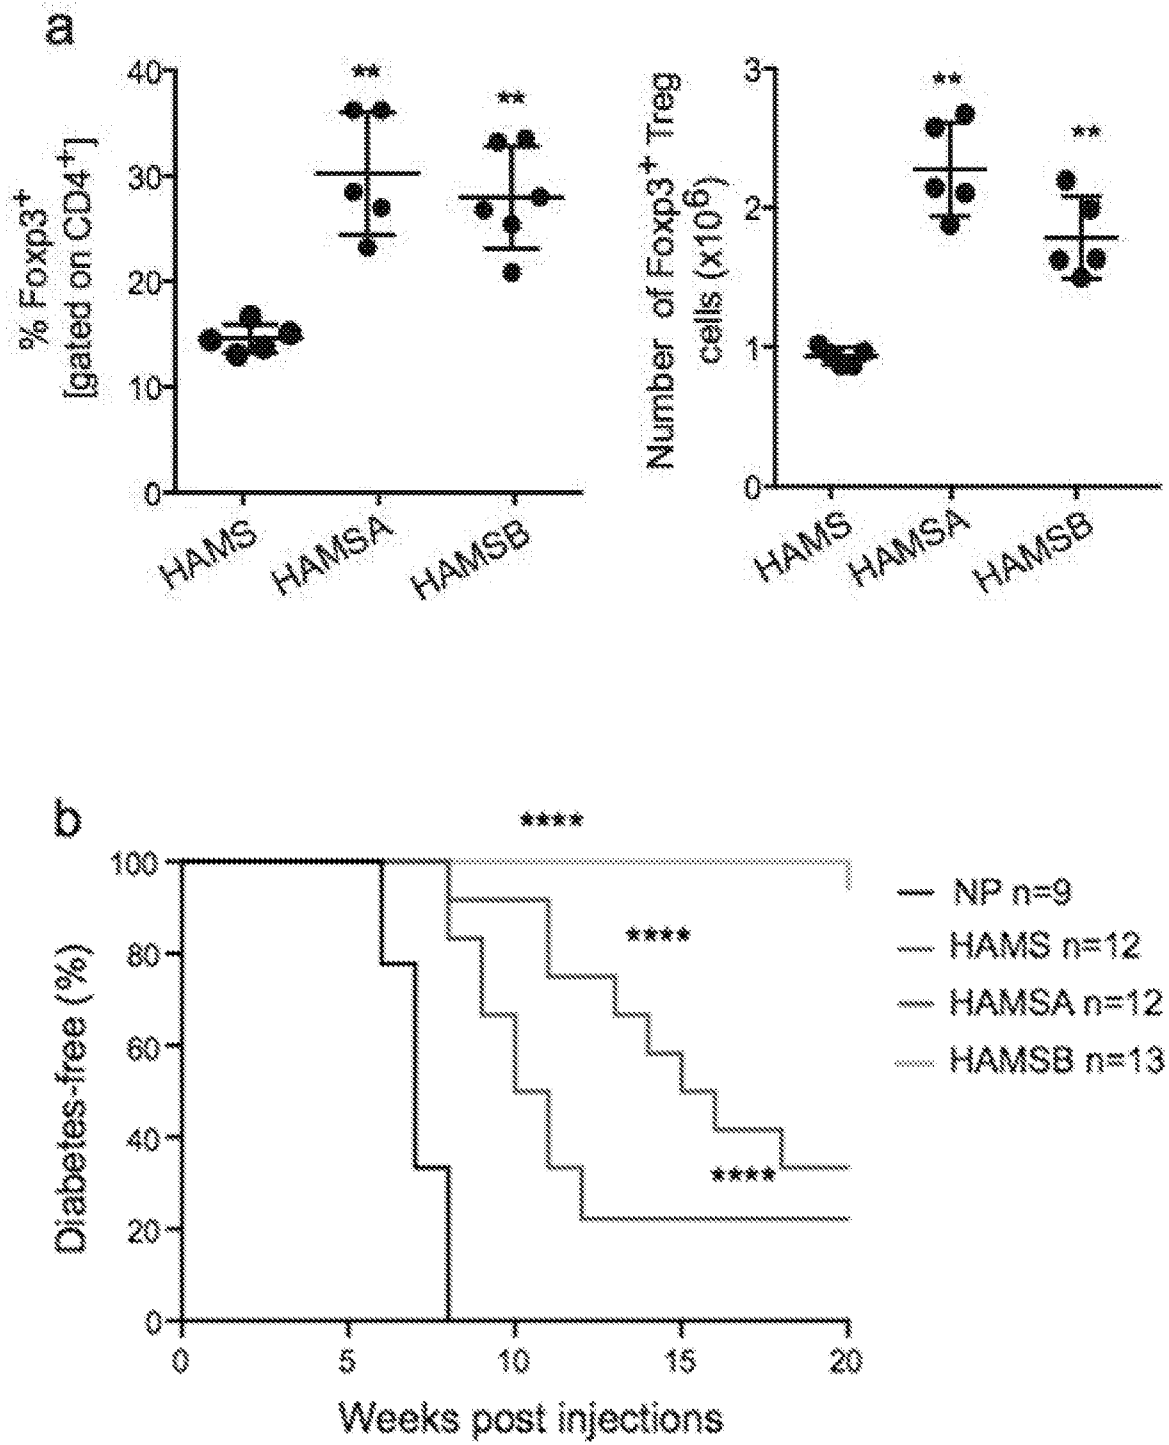 a
% Foxp3+
[gated on CD4+]
40
30
20
10
0
**
**
HAMS
HAMSA
HAMSB
Number of Foxp3+ Treg
cells (x10^6)
3
2
1
0
**
**
HAMS
HAMSA
HAMSB
b
****
Diabetes-free (%)
100
80
60
40
20
0
****
****
0 5 10 15 20
Weeks post injections
NP n=9
HAMS n=12
HAMSA n=12
HAMSB n=13